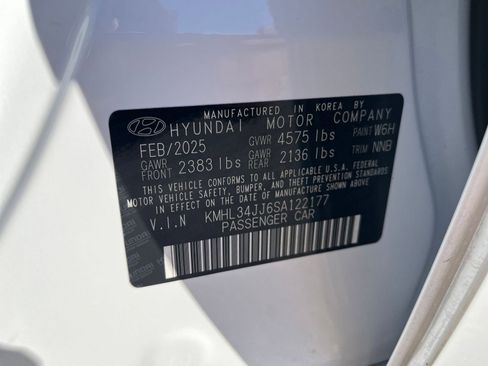 MANUFACTURED IN KOREA BY
HYUNDAI MOTOR COMPANY
FEB/2025 GVWR 4575 lbs PAINT W6H
GAWR FRONT 2383 lbs GAWR REAR 2136 lbs TRIM NNB
THIS VEHICLE CONFORMS TO ALL APPLICABLE U.S.A. FEDERAL
MOTOR VEHICLE SAFETY, BUMPER, AND THEFT PREVENTION
STANDARDS IN EFFECT ON THE DATE OF MANUFACTURE SHOWN ABOVE.
V.I.N KMHL34JJ6SA122177
PASSENGER CAR